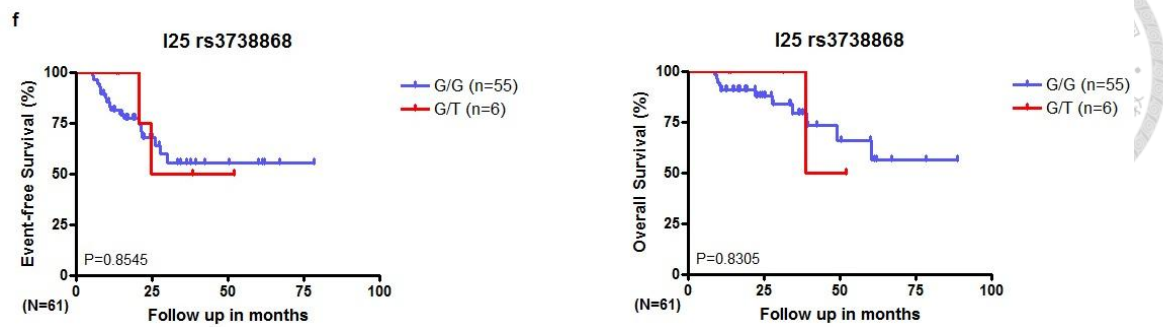 f
I25 rs3738868
Event-free Survival (%)
100
75
50
25
0
0 25 50 75 100
P=0.8545
G/G (n=55)
G/T (n=6)
(N=61)
Follow up in months
I25 rs3738868
Overall Survival (%)
100
75
50
25
0
0 25 50 75 100
P=0.8305
G/G (n=55)
G/T (n=6)
(N=61)
Follow up in months